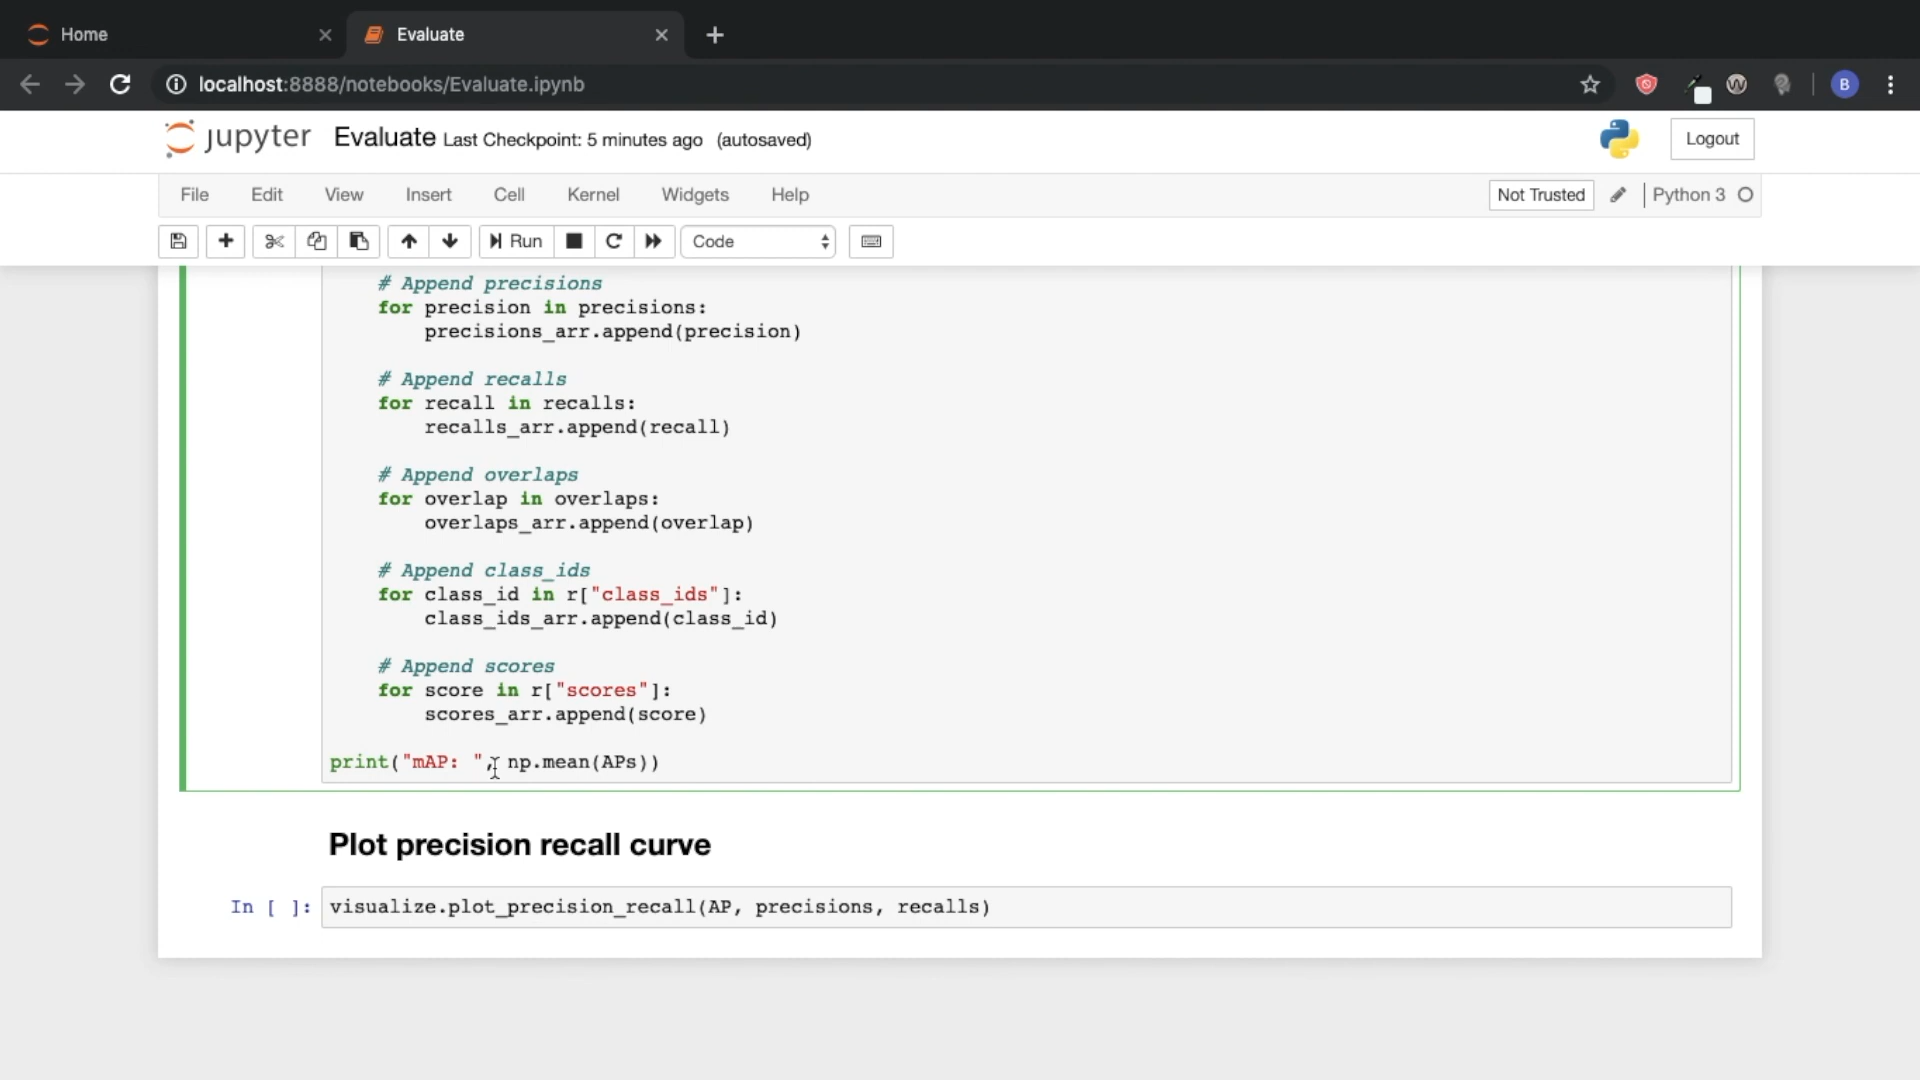 Home
Evaluate
localhost:8888/notebooks/Evaluate.ipynb
B
jupyter Evaluate Last Checkpoint: 5 minutes ago (autosaved)
Logout
File Edit View Insert Cell Kernel Widgets Help
Not Trusted
Python 3
Run
Code
# Append precisions
for precision in precisions:
precisions_arr.append(precision)
# Append recalls
for recall in recalls:
recalls_arr.append(recall)
# Append overlaps
for overlap in overlaps:
overlaps_arr.append(overlap)
# Append class_ids
for class_id in r["class_ids"]:
class_ids_arr.append(class_id)
# Append scores
for score in r["scores"]:
scores_arr.append(score)
print("mAP: ", np.mean(APs))
Plot precision recall curve
In [ ]: visualize.plot_precision_recall(AP, precisions, recalls)